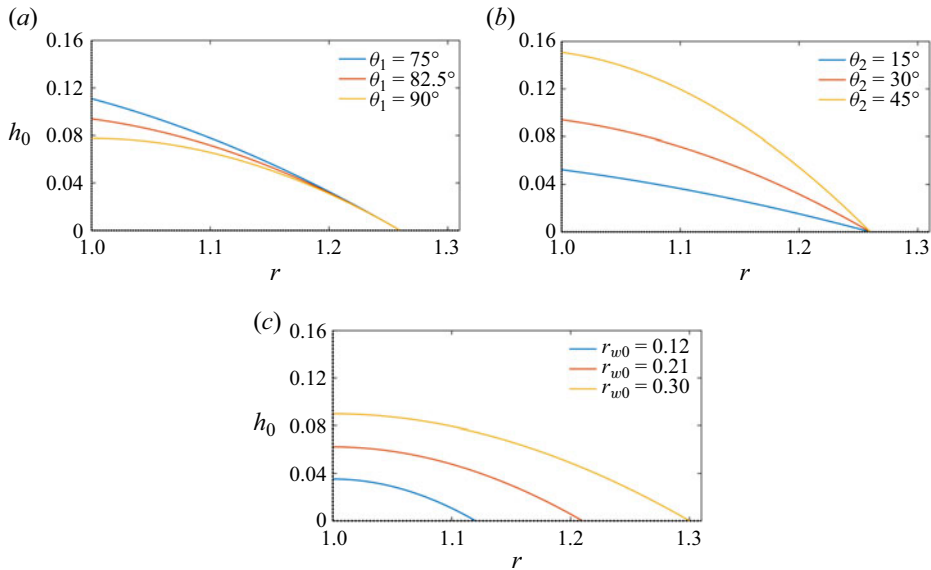 (a)
0.16
0.12
h0
0.08
0.04
0
θ1 = 75°
θ1 = 82.5°
θ1 = 90°
1.0 1.1 1.2 1.3
r
(b)
0.16
0.12
0.08
0.04
0
θ2 = 15°
θ2 = 30°
θ2 = 45°
1.0 1.1 1.2 1.3
r
(c)
0.16
0.12
h0
0.08
0.04
0
rw0 = 0.12
rw0 = 0.21
rw0 = 0.30
1.0 1.1 1.2 1.3
r